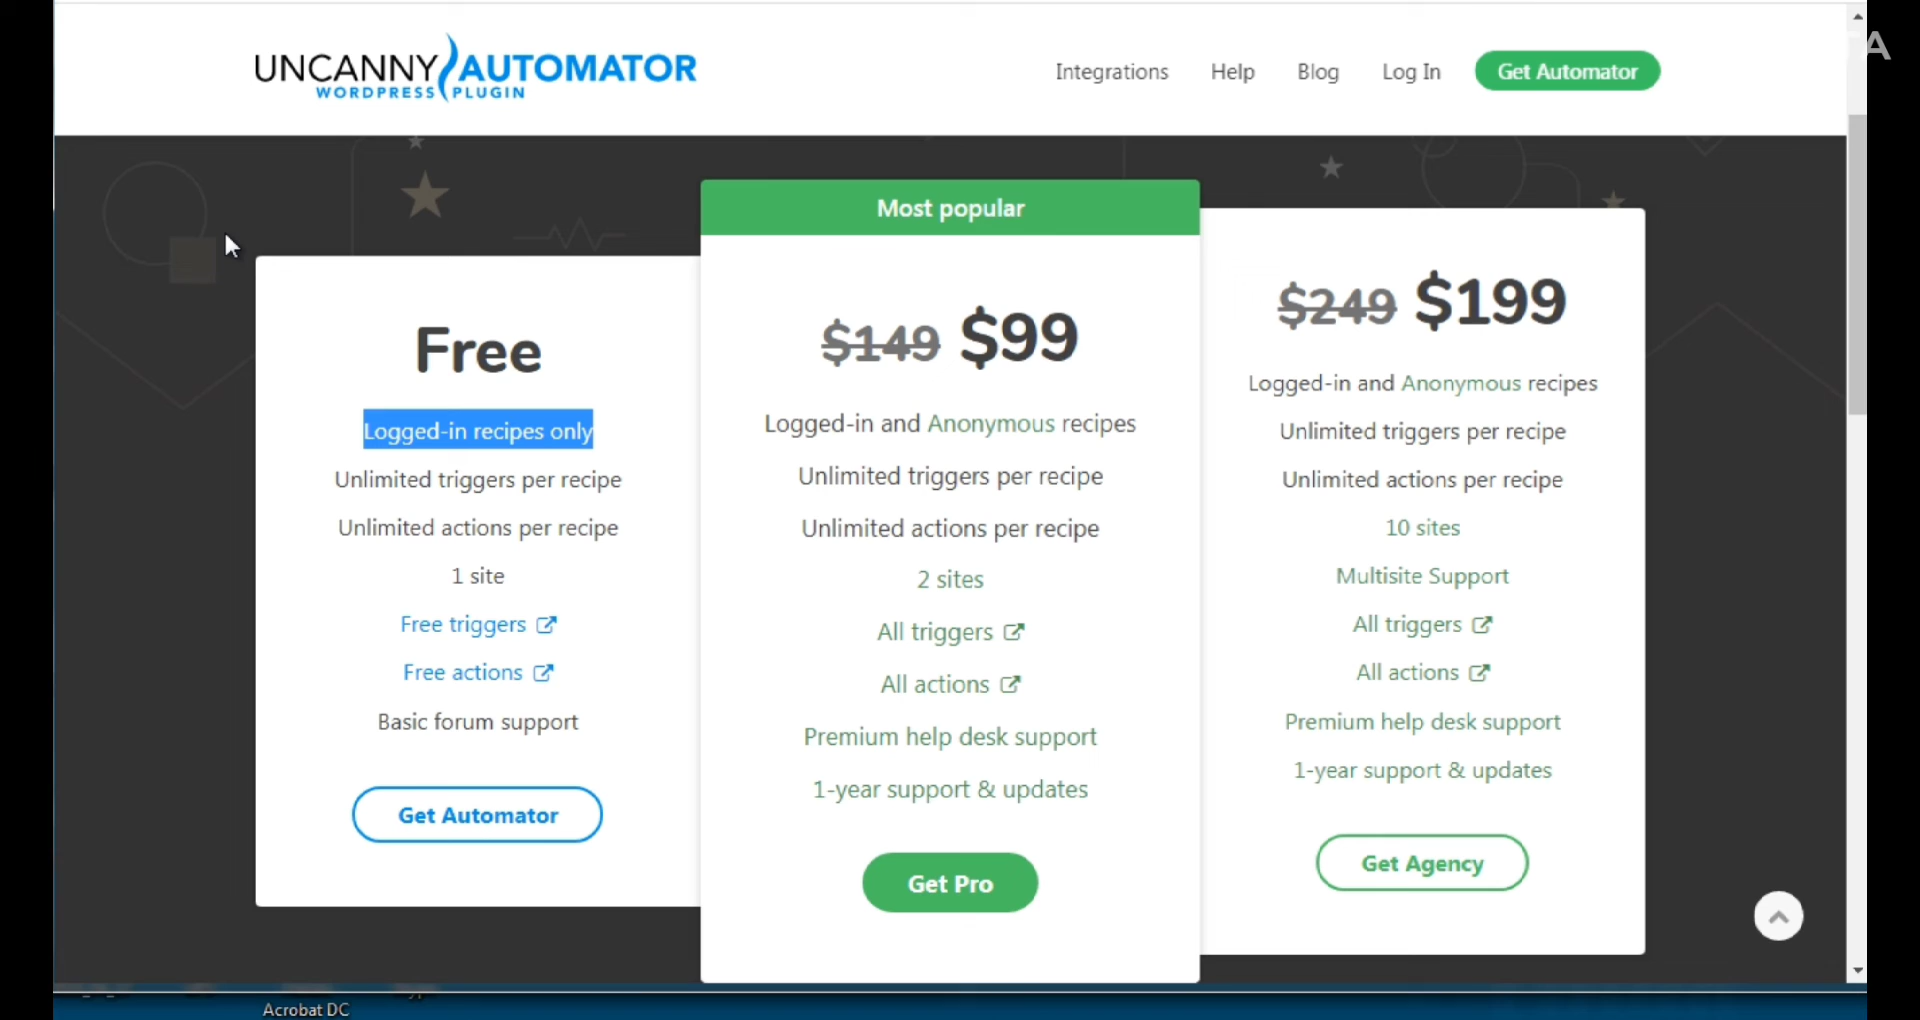 UNCANNY AUTOMATOR
WORDPRESS PLUGIN
Integrations
Help
Blog
Log In
Get Automator
Free
Logged-in recipes only
Unlimited triggers per recipe
Unlimited actions per recipe
1 site
Free triggers
Free actions
Basic forum support
Get Automator
Most popular
$149 $99
Logged-in and Anonymous recipes
Unlimited triggers per recipe
Unlimited actions per recipe
2 sites
All triggers
All actions
Premium help desk support
1-year support & updates
Get Pro
$249 $199
Logged-in and Anonymous recipes
Unlimited triggers per recipe
Unlimited actions per recipe
10 sites
Multisite Support
All triggers
All actions
Premium help desk support
1-year support & updates
Get Agency
Acrobat DC